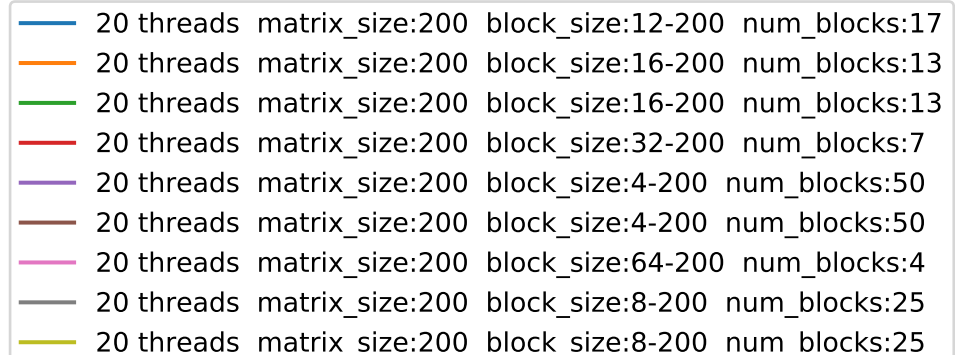 20 threads matrix_size:200 block_size:12-200 num_blocks:17
20 threads matrix_size:200 block_size:16-200 num_blocks:13
20 threads matrix_size:200 block_size:16-200 num_blocks:13
20 threads matrix_size:200 block_size:32-200 num_blocks:7
20 threads matrix_size:200 block_size:4-200 num_blocks:50
20 threads matrix_size:200 block_size:4-200 num_blocks:50
20 threads matrix_size:200 block_size:64-200 num_blocks:4
20 threads matrix_size:200 block_size:8-200 num_blocks:25
20 threads matrix_size:200 block_size:8-200 num_blocks:25